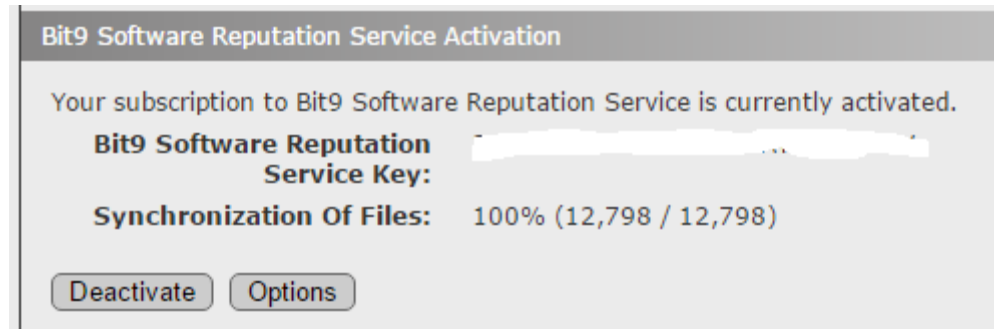 Bit9 Software Reputation Service Activation
Your subscription to Bit9 Software Reputation Service is currently activated.
Bit9 Software Reputation
Service Key:
Synchronization Of Files: 100% (12,798 / 12,798)
Deactivate Options